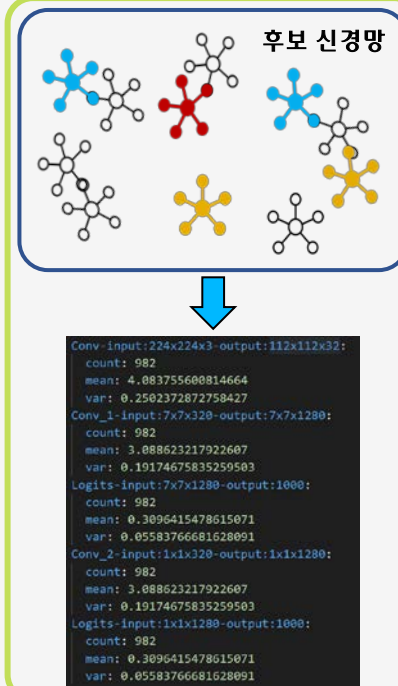 후보 신경망
Conv-input:224x224x3-output:112x112x32:
count: 982
mean: 4.083755600814664
var: 0.2502372872758427
Conv_1-input:7x7x320-output:7x7x1280:
count: 982
mean: 3.088623217922607
var: 0.19174675835259503
Logits-input:7x7x1280-output:1000:
count: 982
mean: 0.3096415478615071
var: 0.05583766681628091
Conv_2-input:1x1x320-output:1x1x1280:
count: 982
mean: 3.088623217922607
var: 0.19174675835259503
Logits-input:1x1x1280-output:1000:
count: 982
mean: 0.3096415478615071
var: 0.05583766681628091